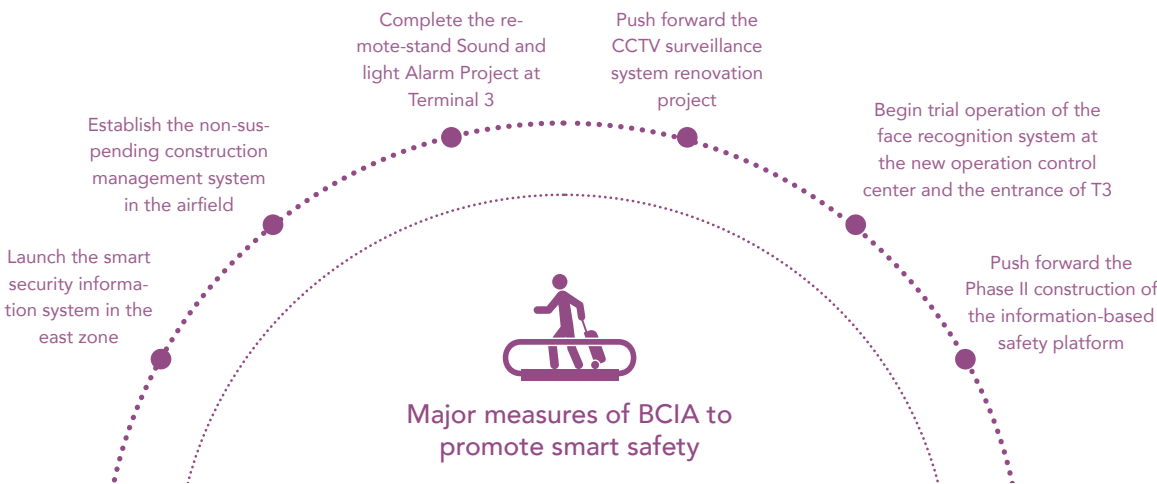 Launch the smart
security informa-
tion system in the
east zone
Establish the non-sus-
pending construction
management system
in the airfield
Complete the re-
mote-stand Sound and
light Alarm Project at
Terminal 3
Push forward the
CCTV surveillance
system renovation
project
Begin trial operation of the
face recognition system at
the new operation control
center and the entrance of T3
Push forward the
Phase II construction of
the information-based
safety platform
Major measures of BCIA to
promote smart safety